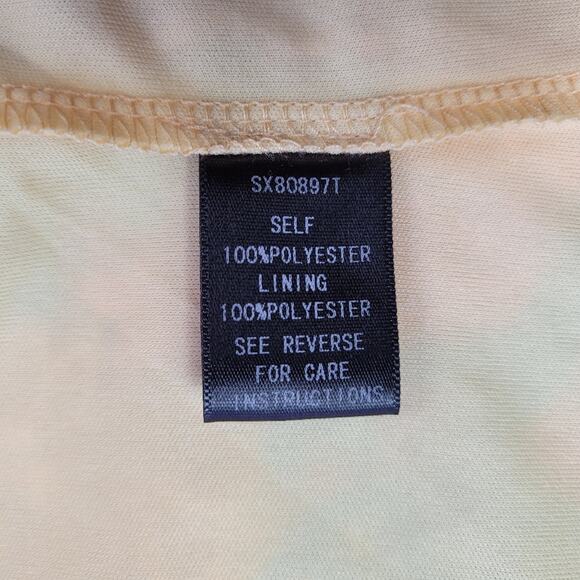 SX80897T
SELF
100%POLYESTER
LINING
100%POLYESTER
SEE REVERSE
FOR CARE
INSTRUCTIONS